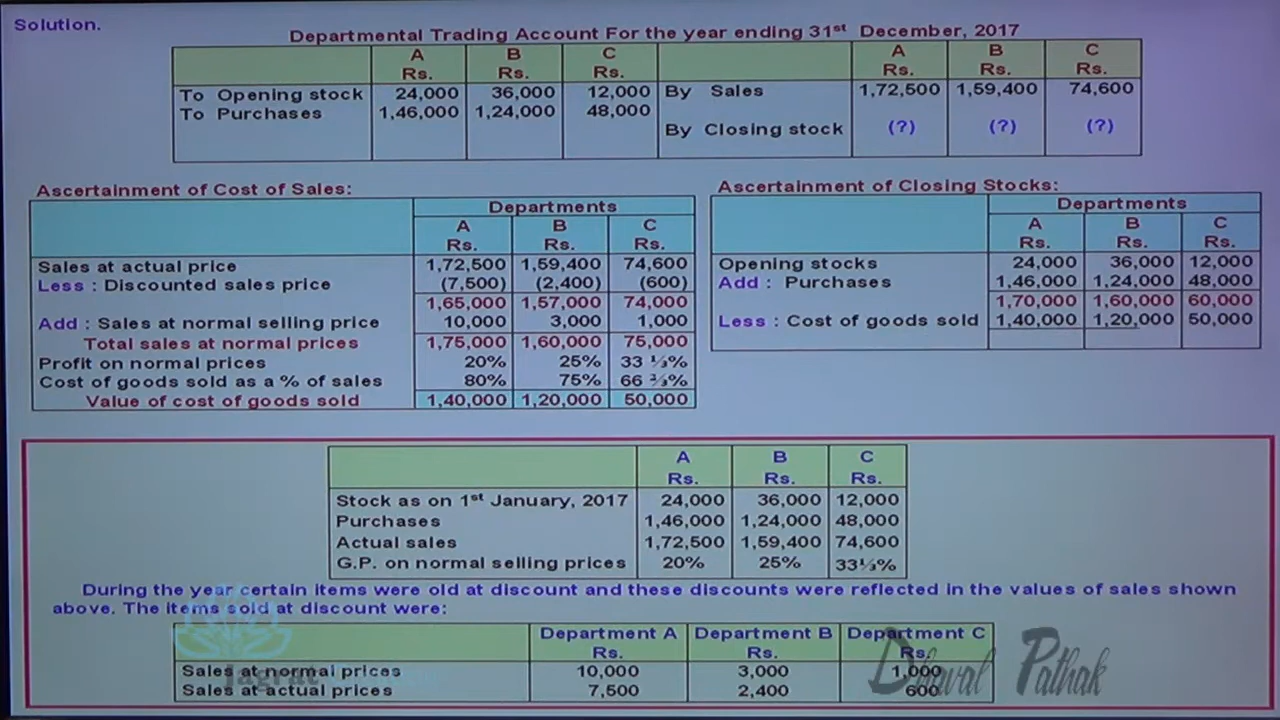 Solution.
Departmental Trading Account For the year ending 31st December, 2017
A B C A B C
Rs. Rs. Rs. Rs. Rs. Rs.
To Opening stock 24,000 36,000 12,000 By Sales 1,72,500 1,59,400 74,600
To Purchases 1,46,000 1,24,000 48,000
By Closing stock (?) (?) (?)
Ascertainment of Cost of Sales:
Departments
A B C
Rs. Rs. Rs.
Sales at actual price 1,72,500 1,59,400 74,600
Less : Discounted sales price (7,500) (2,400) (600)
1,65,000 1,57,000 74,000
Add : Sales at normal selling price 10,000 3,000 1,000
Total sales at normal prices 1,75,000 1,60,000 75,000
Profit on normal prices 20% 25% 33 ⅓%
Cost of goods sold as a % of sales 80% 75% 66 ⅔%
Value of cost of goods sold 1,40,000 1,20,000 50,000
Ascertainment of Closing Stocks:
Departments
A B C
Rs. Rs. Rs.
Opening stocks 24,000 36,000 12,000
Add : Purchases 1,46,000 1,24,000 48,000
1,70,000 1,60,000 60,000
Less : Cost of goods sold 1,40,000 1,20,000 50,000
A B C
Rs. Rs. Rs.
Stock as on 1st January, 2017 24,000 36,000 12,000
Purchases 1,46,000 1,24,000 48,000
Actual sales 1,72,500 1,59,400 74,600
G.P. on normal selling prices 20% 25% 33⅓%
During the year certain items were old at discount and these discounts were reflected in the values of sales shown
above. The items sold at discount were:
Department A Department B Department C
Rs. Rs. Rs.
Sales at normal prices 10,000 3,000 1,000
Sales at actual prices 7,500 2,400 600
Dhaval Pathak